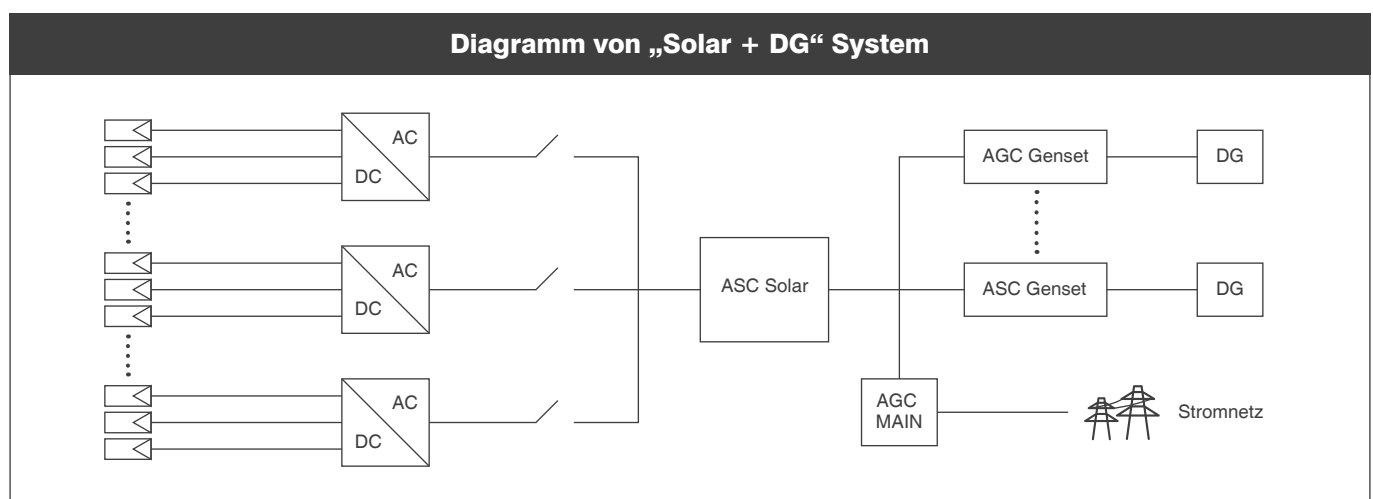 Diagramm von „Solar + DG“ System
AC
DC
AC
DC
AC
DC
ASC Solar
AGC Genset
DG
ASC Genset
DG
AGC
MAIN
Stromnetz